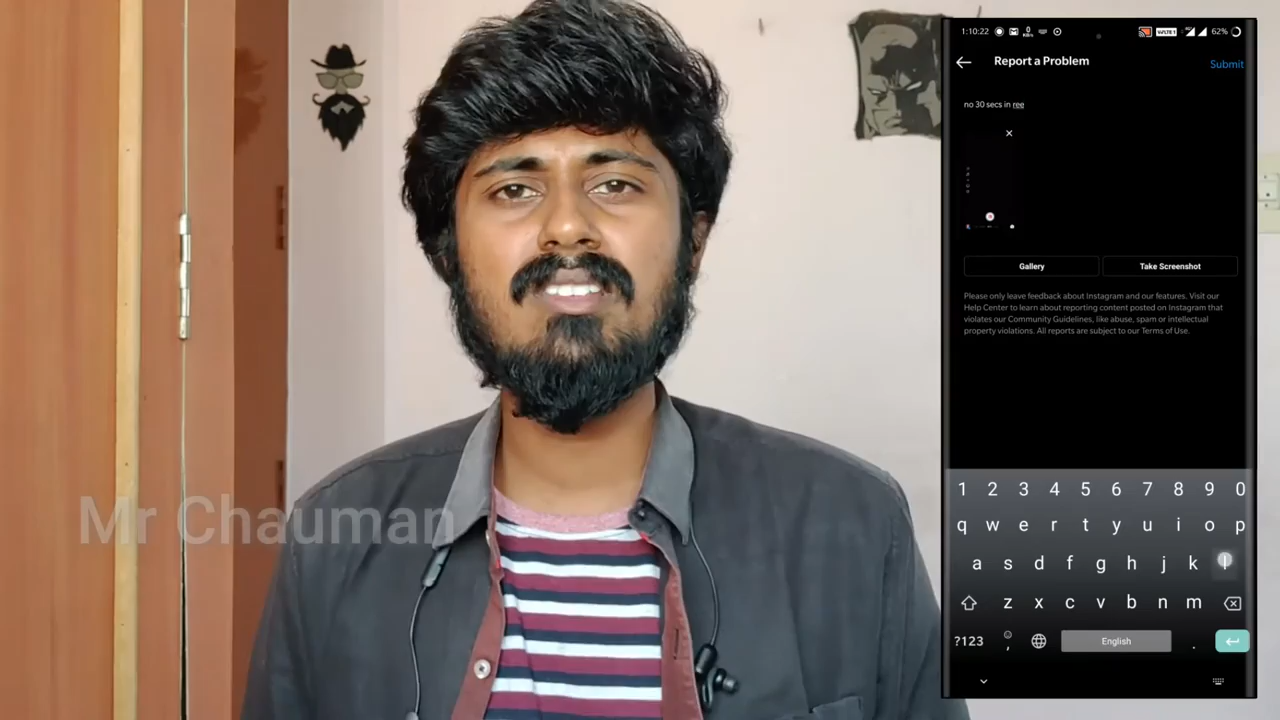 Mr Chauman
1:10:22
62%
Report a Problem
Submit
no 30 secs in ree
Gallery
Take Screenshot
Please only leave feedback about Instagram and our features. Visit our
Help Center to learn about reporting content posted on Instagram that
violates our Community Guidelines, like abuse, spam or intellectual
property violations. All reports are subject to our Terms of Use.
1 2 3 4 5 6 7 8 9 0
q w e r t y u i o p
a s d f g h j k l
z x c v b n m
?123 , English .